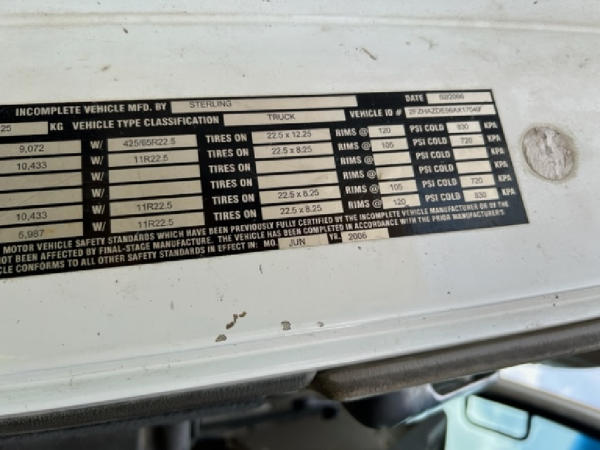 INCOMPLETE VEHICLE MFD. BY STERLING DATE 02/2006
25 KG VEHICLE TYPE CLASSIFICATION TRUCK VEHICLE ID #
9,072 W/ 425/65R22.5 TIRES ON 22.5 x 12.25 RIMS @ 120 PSI COLD 830 KPA
10,433 W/ 11R22.5 TIRES ON 22.5 x 8.25 RIMS @ 105 PSI COLD 720 KPA
W/ TIRES ON RIMS @ PSI COLD KPA
W/ TIRES ON RIMS @ PSI COLD KPA
10,433 W/ 11R22.5 TIRES ON 22.5 x 8.25 RIMS @ 105 PSI COLD 720 KPA
5,987 W/ 11R22.5 TIRES ON 22.5 x 8.25 RIMS @ 120 PSI COLD 830 KPA
MOTOR VEHICLE SAFETY STANDARDS WHICH HAVE BEEN PREVIOUSLY FULLY CERTIFIED BY THE INCOMPLETE VEHICLE MANUFACTURER OR BY THE
NOT BEEN AFFECTED BY FINAL-STAGE MANUFACTURE. THE VEHICLE HAS BEEN COMPLETED IN ACCORDANCE WITH THE PRIOR MANUFACTURER'S
CLE CONFORMS TO ALL OTHER SAFETY STANDARDS IN EFFECT IN: MO. JUN YR. 2006